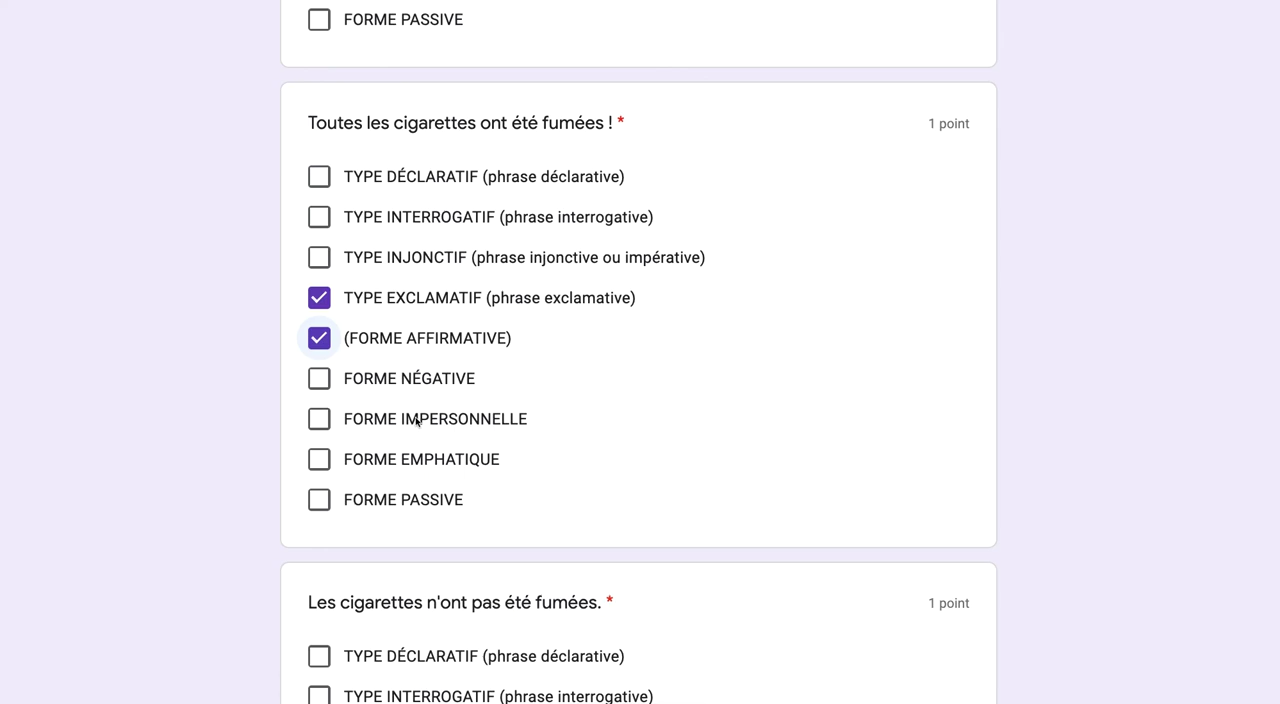 FORME PASSIVE
Toutes les cigarettes ont été fumées ! *
1 point
TYPE DÉCLARATIF (phrase déclarative)
TYPE INTERROGATIF (phrase interrogative)
TYPE INJONCTIF (phrase injonctive ou impérative)
TYPE EXCLAMATIF (phrase exclamative)
(FORME AFFIRMATIVE)
FORME NÉGATIVE
FORME IMPERSONNELLE
FORME EMPHATIQUE
FORME PASSIVE
Les cigarettes n'ont pas été fumées. *
1 point
TYPE DÉCLARATIF (phrase déclarative)
TYPE INTERROGATIF (phrase interrogative)